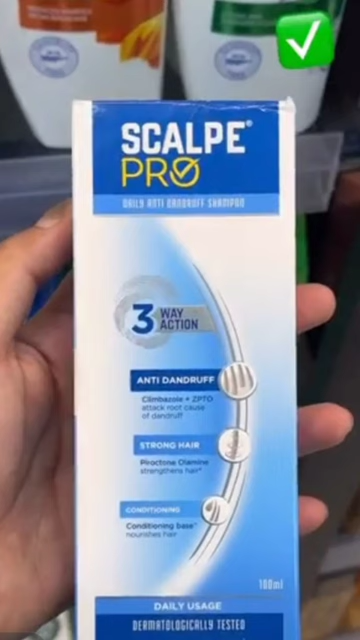 SCALPE®
PRO
DAILY ANTI DANDRUFF SHAMPOO
3 WAY
ACTION
ANTI DANDRUFF
Climbazole + ZPTO
attack root cause
of dandruff
STRONG HAIR
Piroctone Olamine
strengthens hair*
CONDITIONING
Conditioning base**
nourishes hair
100ml
DAILY USAGE
DERMATOLOGICALLY TESTED